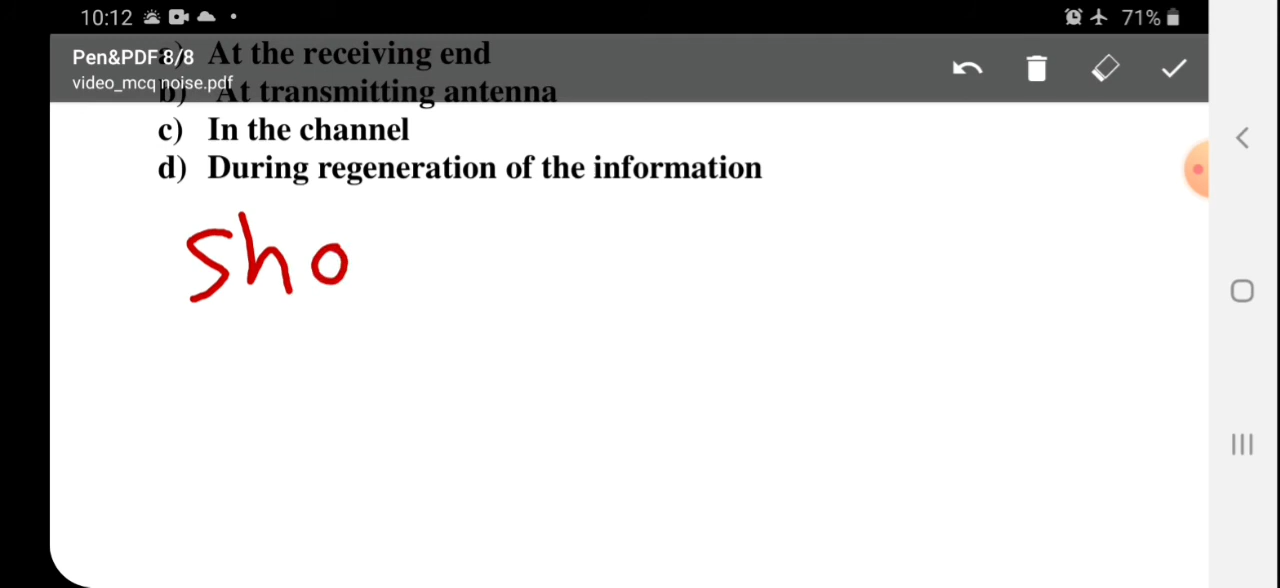 10:12 71%
Pen&PDF 8/8
video_mcq noise.pdf
a) At the receiving end
b) At transmitting antenna
c) In the channel
d) During regeneration of the information
sho